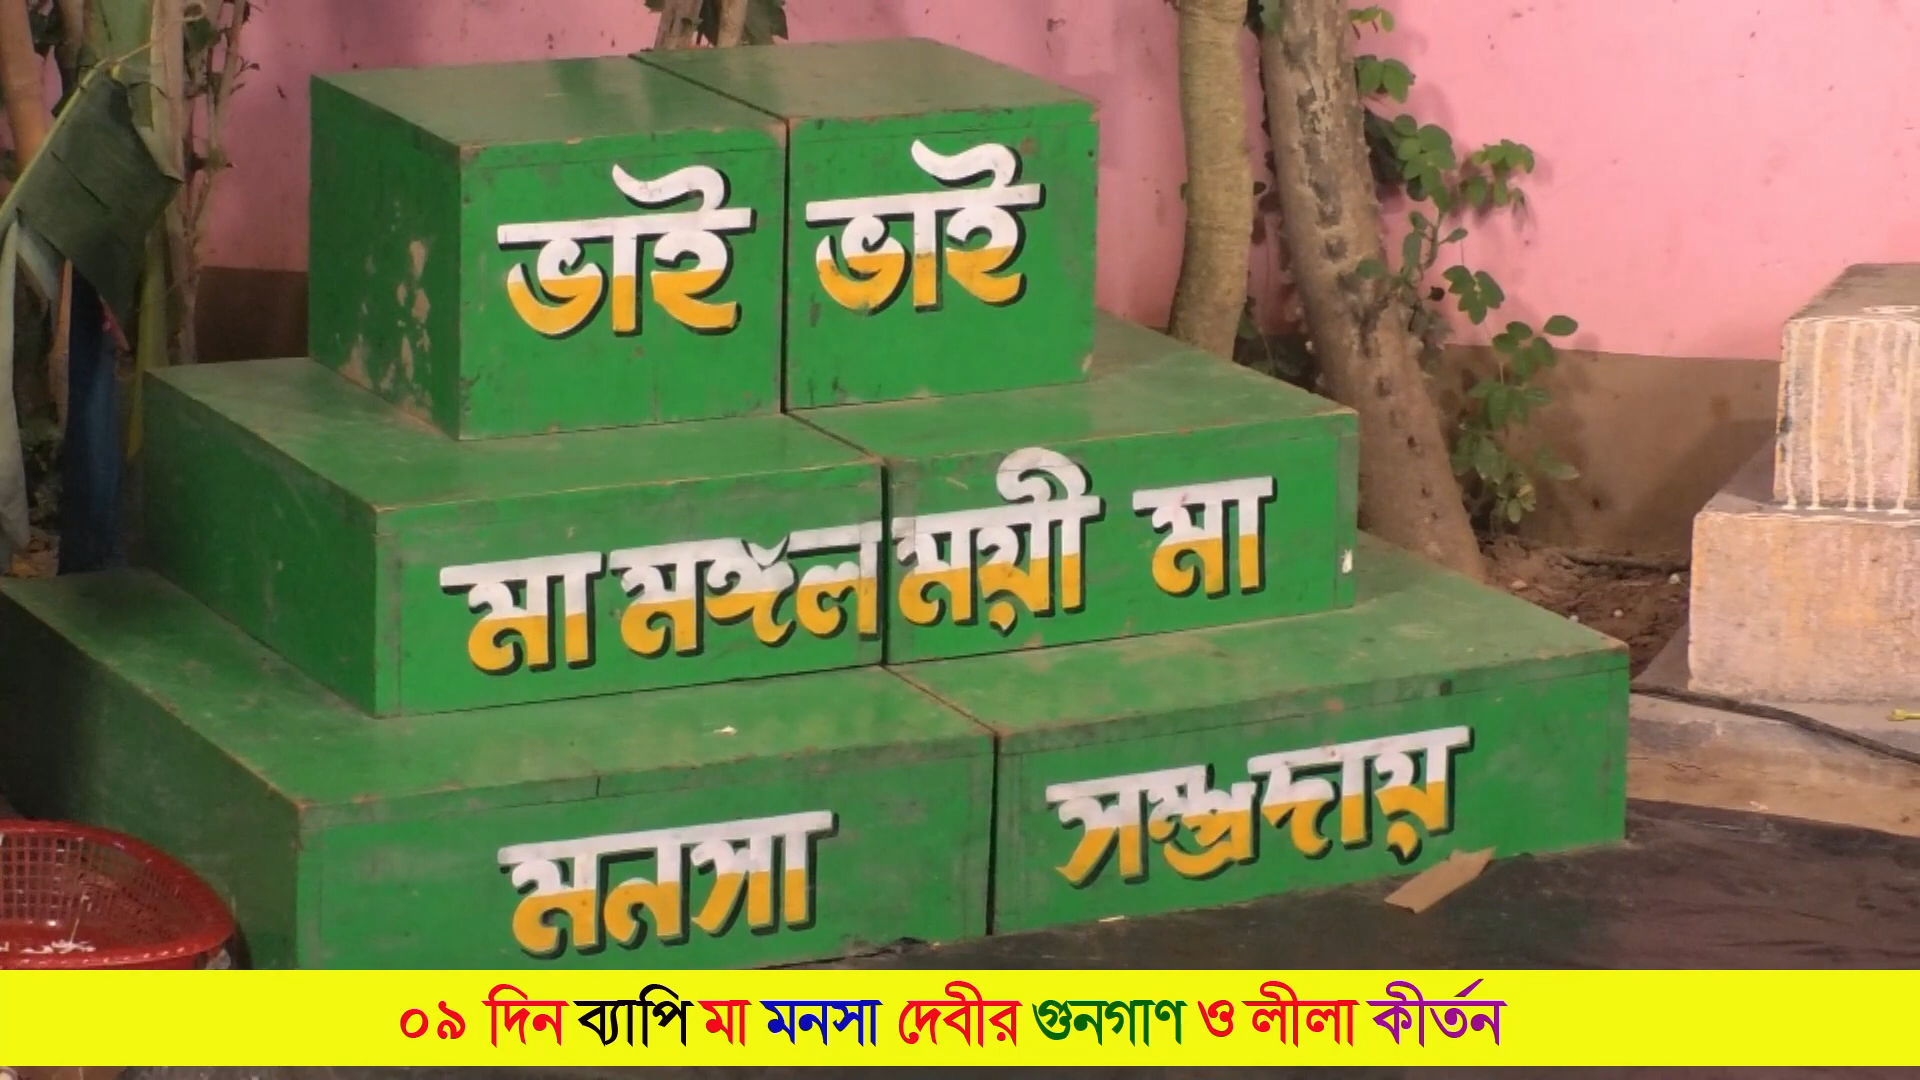 ভাই ভাই
মা মঙ্গলময়ী মা
মনসা সম্প্রদায়
০৯ দিন ব্যাপি মা মনসা দেবীর গুনগাণ ও লীলা কীর্তন